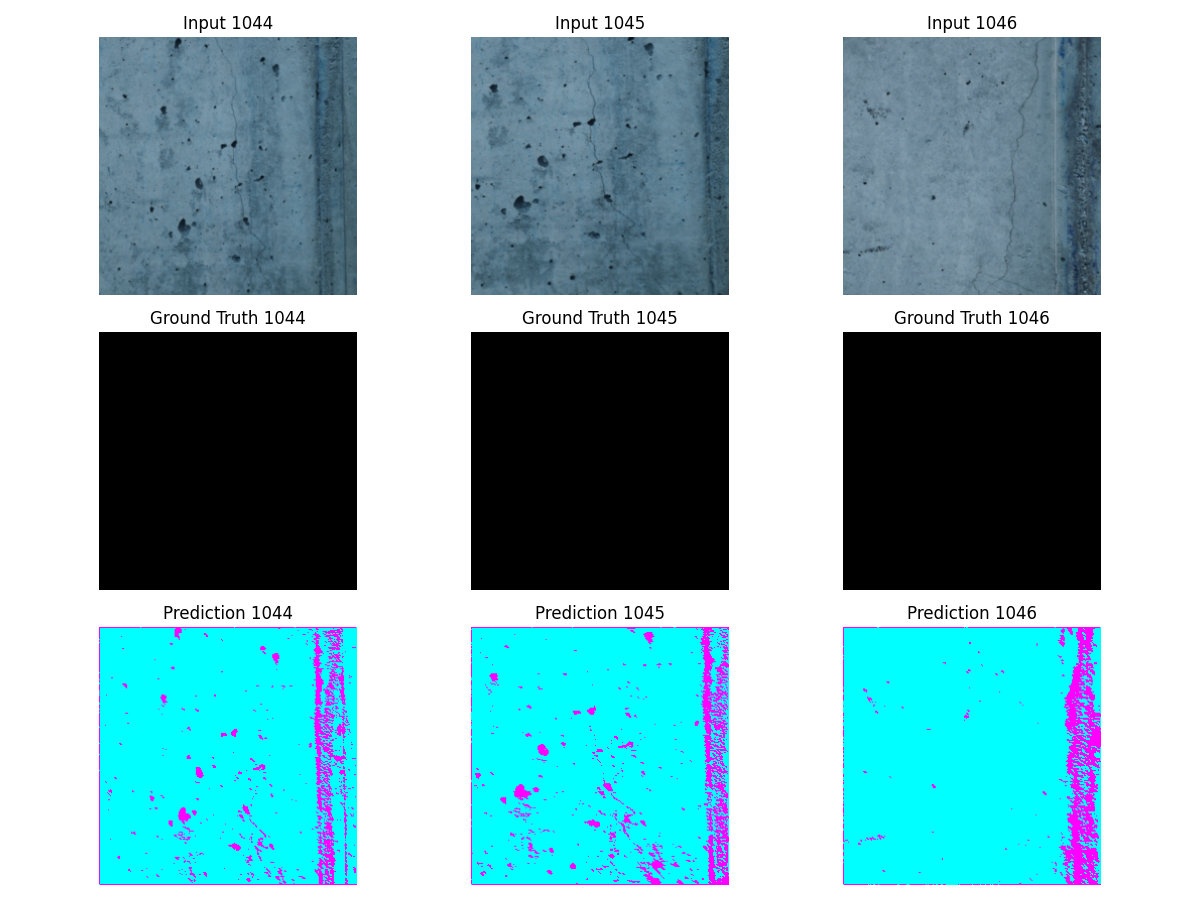 Input 1044
Input 1045
Input 1046
Ground Truth 1044
Ground Truth 1045
Ground Truth 1046
Prediction 1044
Prediction 1045
Prediction 1046